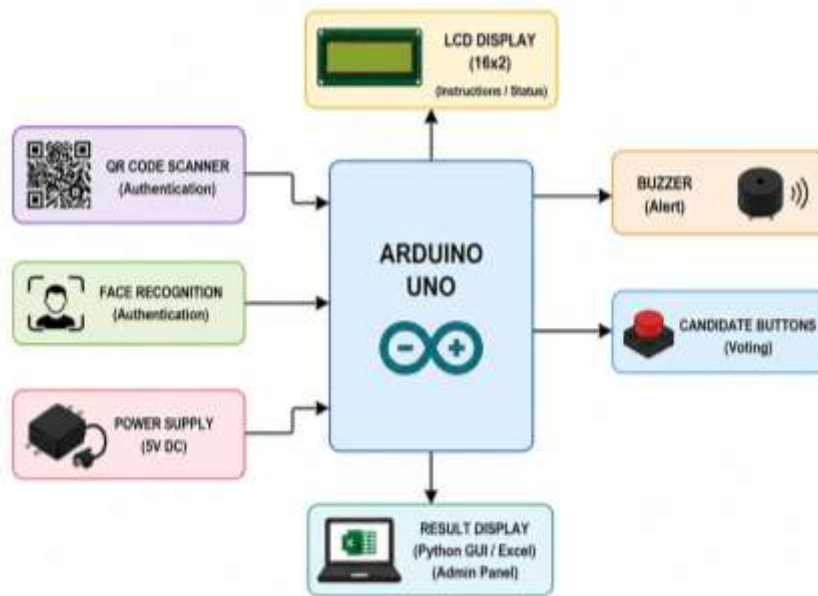 LCD DISPLAY
(16x2)
(Instructions / Status)
QR CODE SCANNER
(Authentication)
BUZZER
(Alert)
ARDUINO
UNO
FACE RECOGNITION
(Authentication)
CANDIDATE BUTTONS
(Voting)
POWER SUPPLY
(5V DC)
RESULT DISPLAY
(Python GUI / Excel)
(Admin Panel)